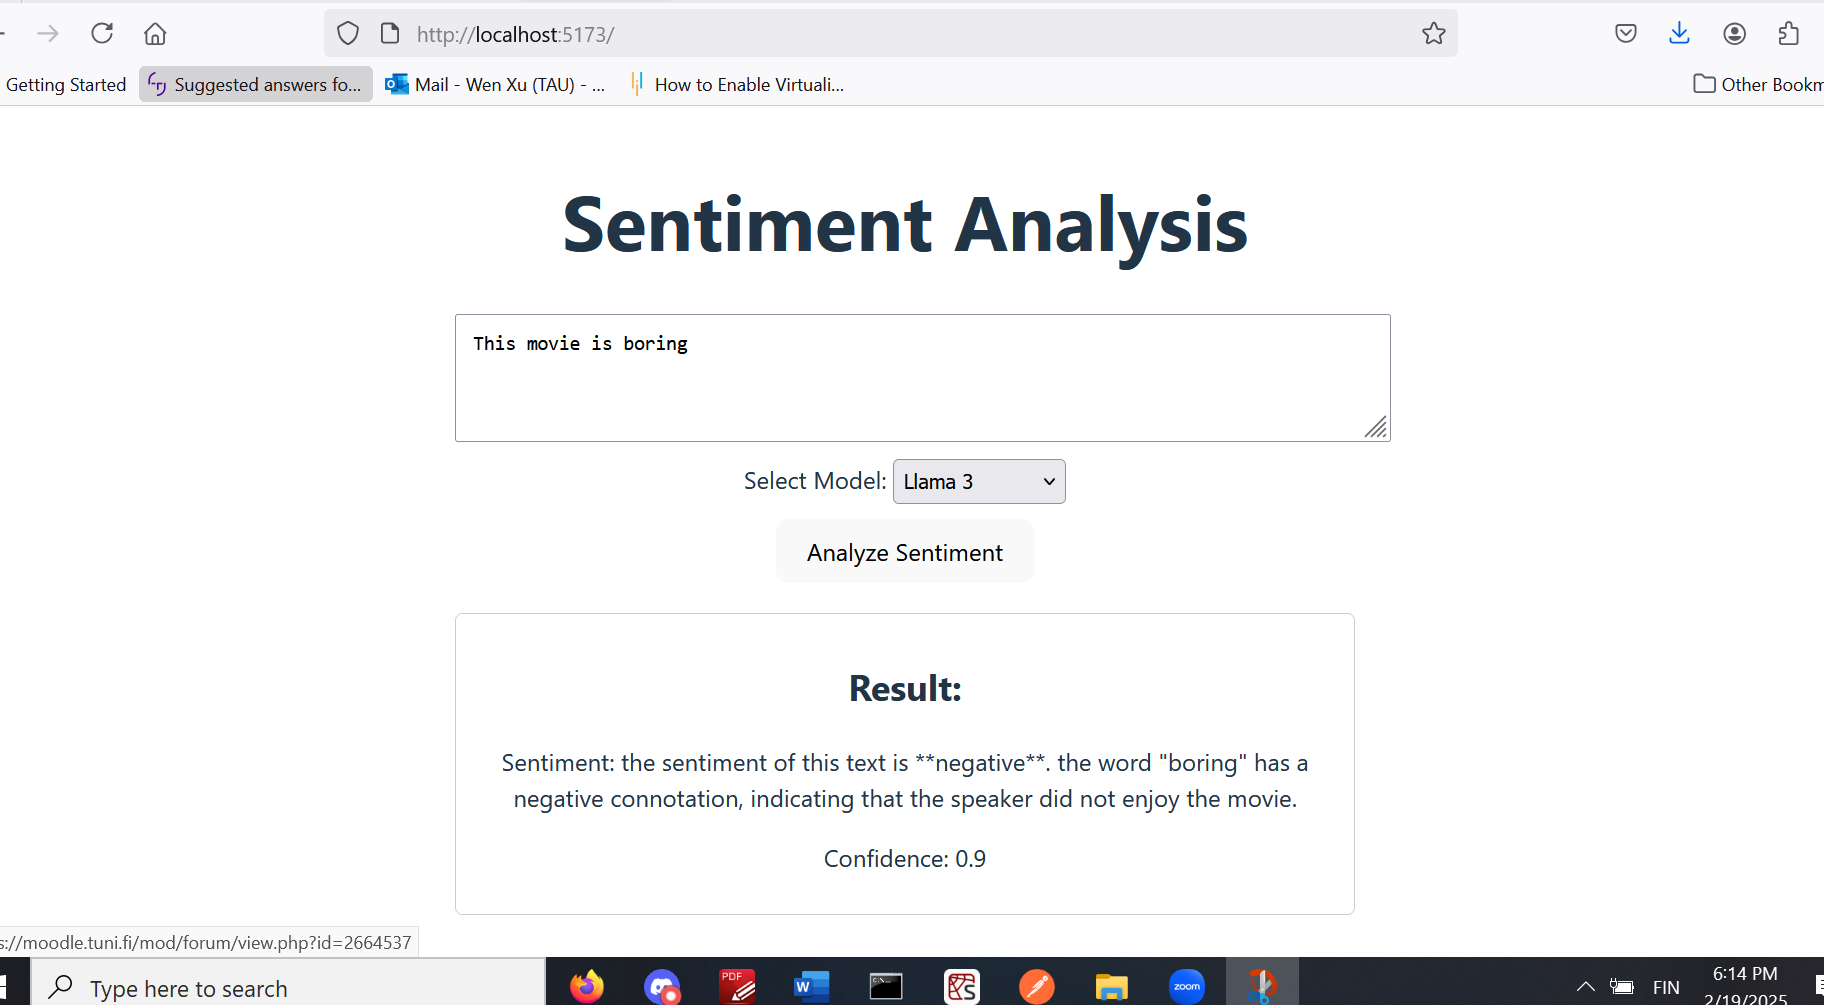 http://localhost:5173/
Getting Started
Suggested answers fo...
Mail - Wen Xu (TAU) - ...
How to Enable Virtuali...
Other Bookm
Sentiment Analysis
This movie is boring
Select Model: Llama 3
Analyze Sentiment
Result:
Sentiment: the sentiment of this text is **negative**. the word "boring" has a
negative connotation, indicating that the speaker did not enjoy the movie.
Confidence: 0.9
s://moodle.tuni.fi/mod/forum/view.php?id=2664537
Type here to search
PDF
W
zoom
FIN
6:14 PM
2/19/2025